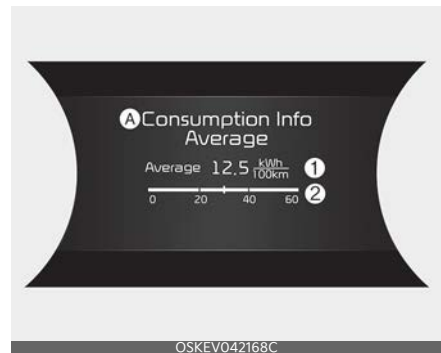 A Consumption Info
Average
Average 12.5 kWh/100km 1
2
0 20 40 60
OSKEV042168C